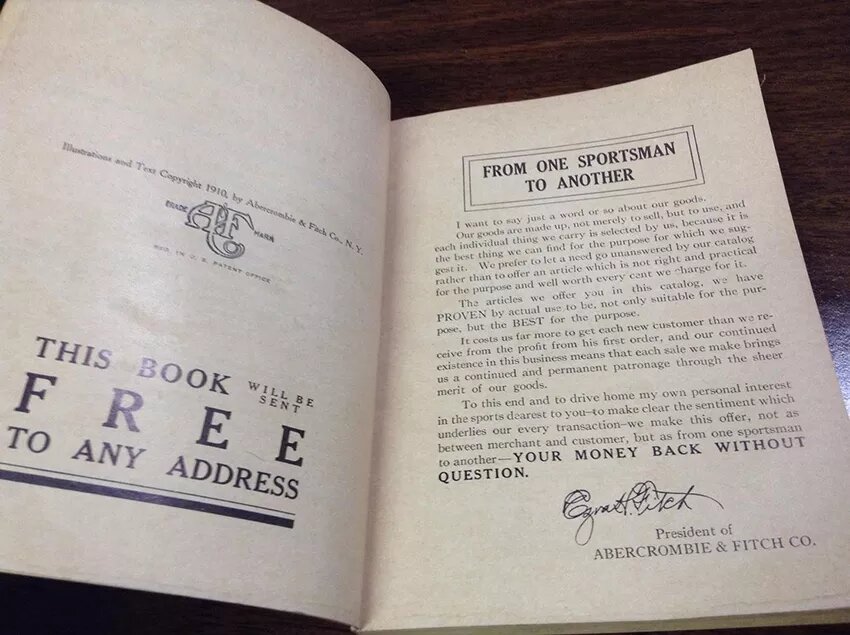 Illustrations and Text Copyright 1910, by Abercrombie & Fitch Co., N. Y.
TRADE AFCo MARK
REG. IN U. S. PATENT OFFICE
THIS BOOK WILL BE SENT
FREE
TO ANY ADDRESS
FROM ONE SPORTSMAN
TO ANOTHER
I want to say just a word or so about our goods.
Our goods are made up, not merely to sell, but to use, and
each individual thing we carry is selected by us, because it is
the best thing we can find for the purpose for which we sug-
gest it. We prefer to let a need go unanswered by our catalog
rather than to offer an article which is not right and practical
for the purpose and well worth every cent we charge for it.
The articles we offer you in this catalog, we have
PROVEN by actual use to be, not only suitable for the pur-
pose, but the BEST for the purpose.
It costs us far more to get each new customer than we re-
ceive from the profit from his first order, and our continued
existence in this business means that each sale we make brings
us a continued and permanent patronage through the sheer
merit of our goods.
To this end and to drive home my own personal interest
in the sports dearest to you—to make clear the sentiment which
underlies our every transaction—we make this offer, not as
between merchant and customer, but as from one sportsman
to another—YOUR MONEY BACK WITHOUT
QUESTION.
Ezra H. Fitch
President of
ABERCROMBIE & FITCH CO.